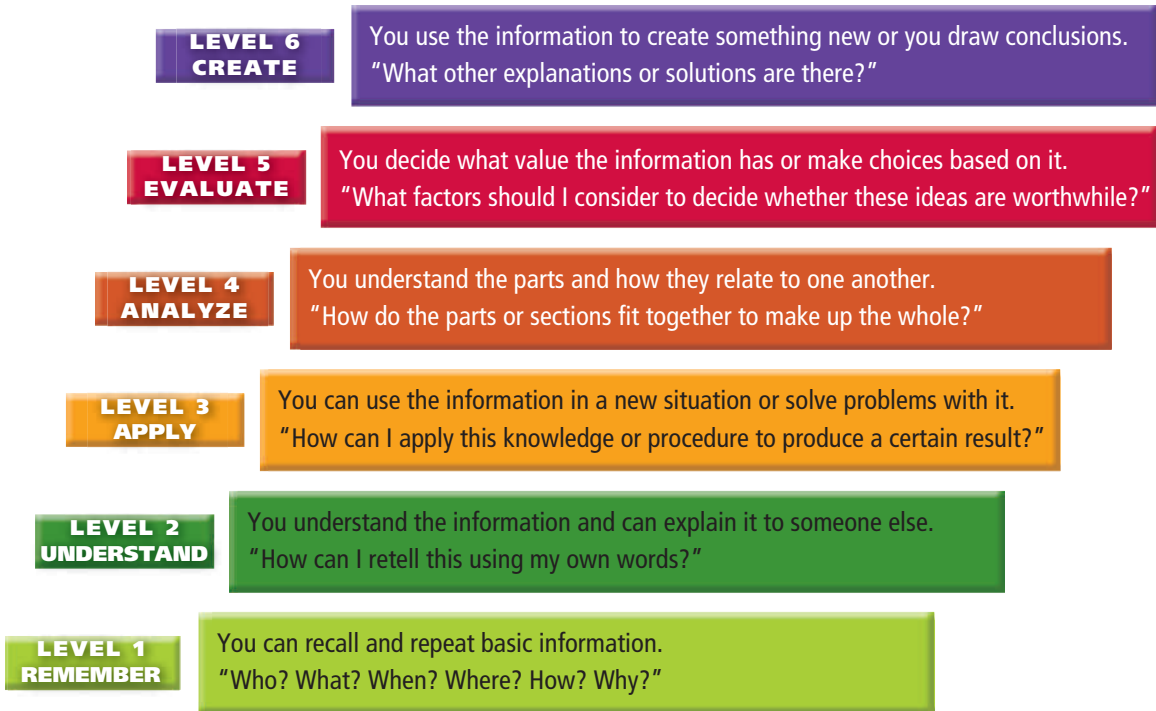 LEVEL 6
CREATE
You use the information to create something new or you draw conclusions.
“What other explanations or solutions are there?”
LEVEL 5
EVALUATE
You decide what value the information has or make choices based on it.
“What factors should I consider to decide whether these ideas are worthwhile?”
LEVEL 4
ANALYZE
You understand the parts and how they relate to one another.
“How do the parts or sections fit together to make up the whole?”
LEVEL 3
APPLY
You can use the information in a new situation or solve problems with it.
“How can I apply this knowledge or procedure to produce a certain result?”
LEVEL 2
UNDERSTAND
You understand the information and can explain it to someone else.
“How can I retell this using my own words?”
LEVEL 1
REMEMBER
You can recall and repeat basic information.
“Who? What? When? Where? How? Why?”